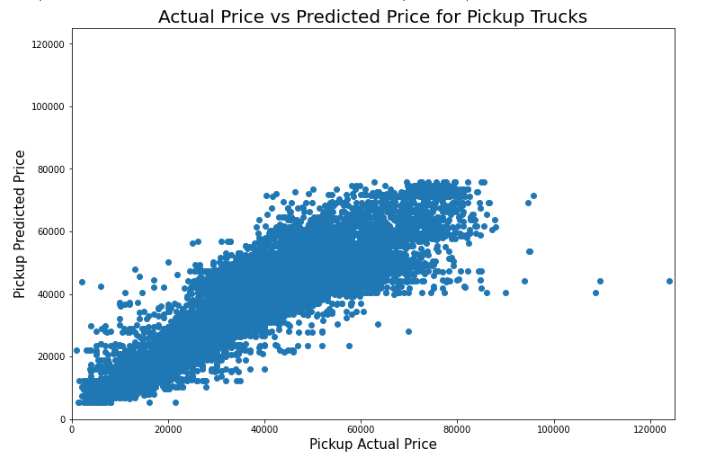 Actual Price vs Predicted Price for Pickup Trucks
120000
100000
80000
60000
40000
20000
0
Pickup Predicted Price
0 20000 40000 60000 80000 100000 120000
Pickup Actual Price